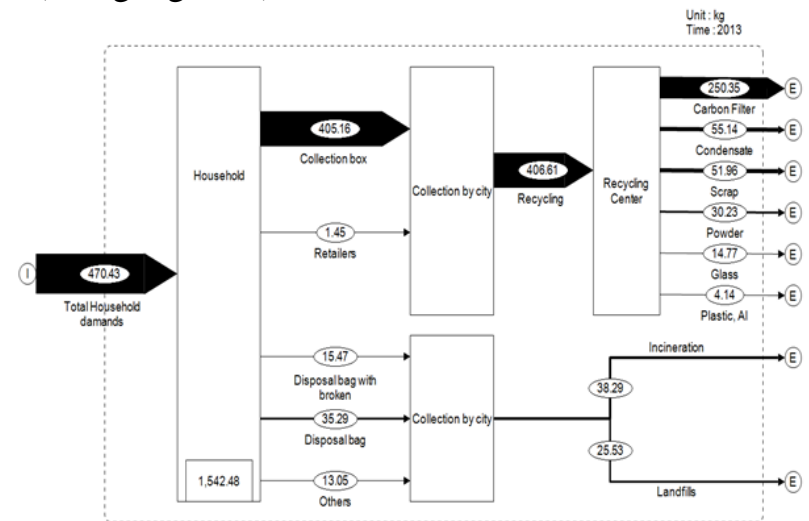 Unit : kg
Time : 2013
250.35
E
Carbon Filter
405.16
Collection box
55.14
E
Condensate
Household
Collection by city
406.61
Recycling
Recycling
Center
51.96
E
Scrap
30.23
E
Powder
1.45
Retailers
14.77
E
Glass
I
470.43
Total Household
damands
4.14
E
Plastic, Al
15.47
Disposal bag with
broken
Incineration
E
38.29
35.29
Disposal bag
Collection by city
25.53
1,542.48
13.05
Others
Landfills
E